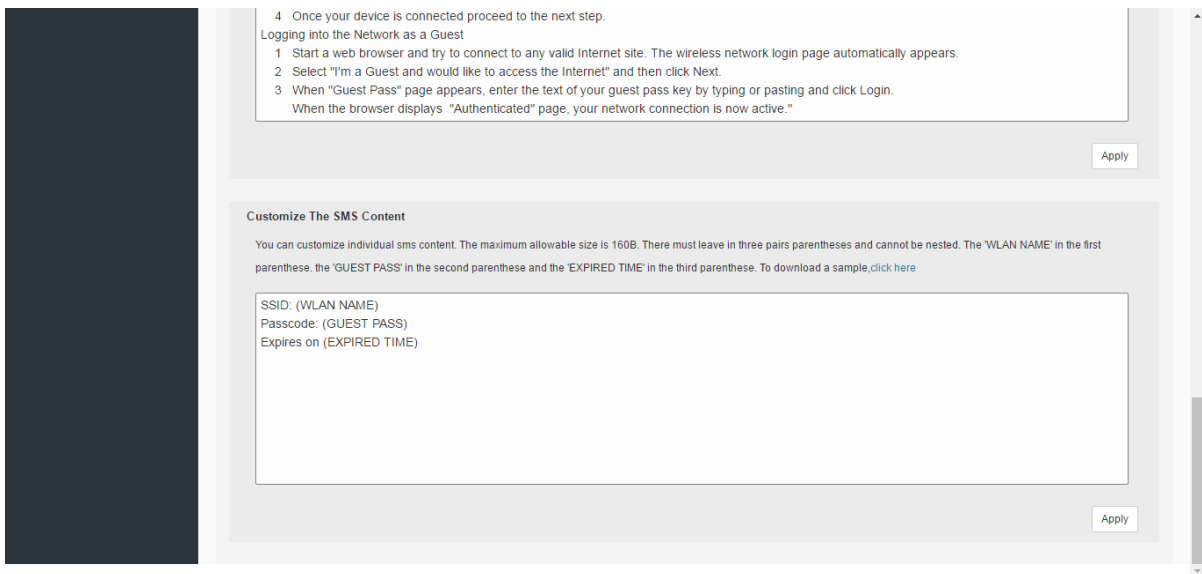 4 Once your device is connected proceed to the next step.
Logging into the Network as a Guest
1 Start a web browser and try to connect to any valid Internet site. The wireless network login page automatically appears.
2 Select "I'm a Guest and would like to access the Internet" and then click Next.
3 When "Guest Pass" page appears, enter the text of your guest pass key by typing or pasting and click Login.
When the browser displays "Authenticated" page, your network connection is now active."
Apply
Customize The SMS Content
You can customize individual sms content. The maximum allowable size is 160B. There must leave in three pairs parentheses and cannot be nested. The 'WLAN NAME' in the first
parenthese. the 'GUEST PASS' in the second parenthese and the 'EXPIRED TIME' in the third parenthese. To download a sample,click here
SSID: (WLAN NAME)
Passcode: (GUEST PASS)
Expires on (EXPIRED TIME)
Apply